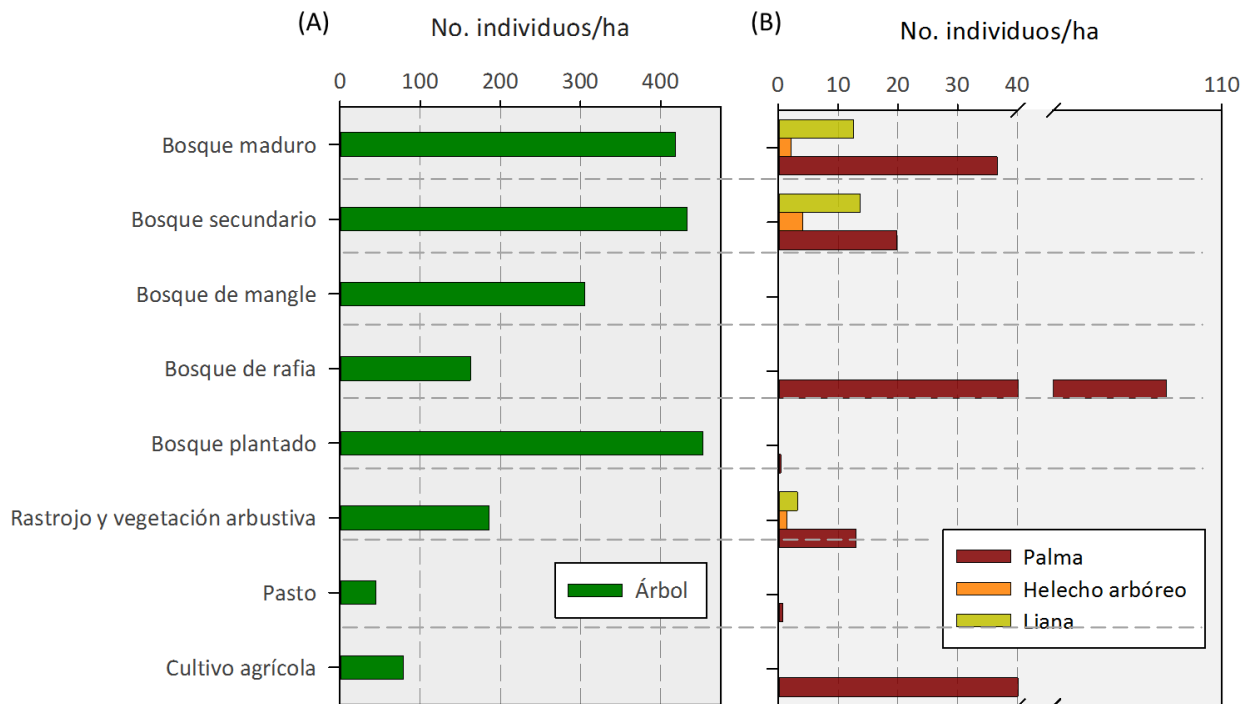 (A) No. individuos/ha
0 100 200 300 400
(B) No. individuos/ha
0 10 20 30 40 110
Bosque maduro
Bosque secundario
Bosque de mangle
Bosque de rafia
Bosque plantado
Rastrojo y vegetación arbustiva
Pasto
Cultivo agrícola
Árbol
Palma
Helecho arbóreo
Liana